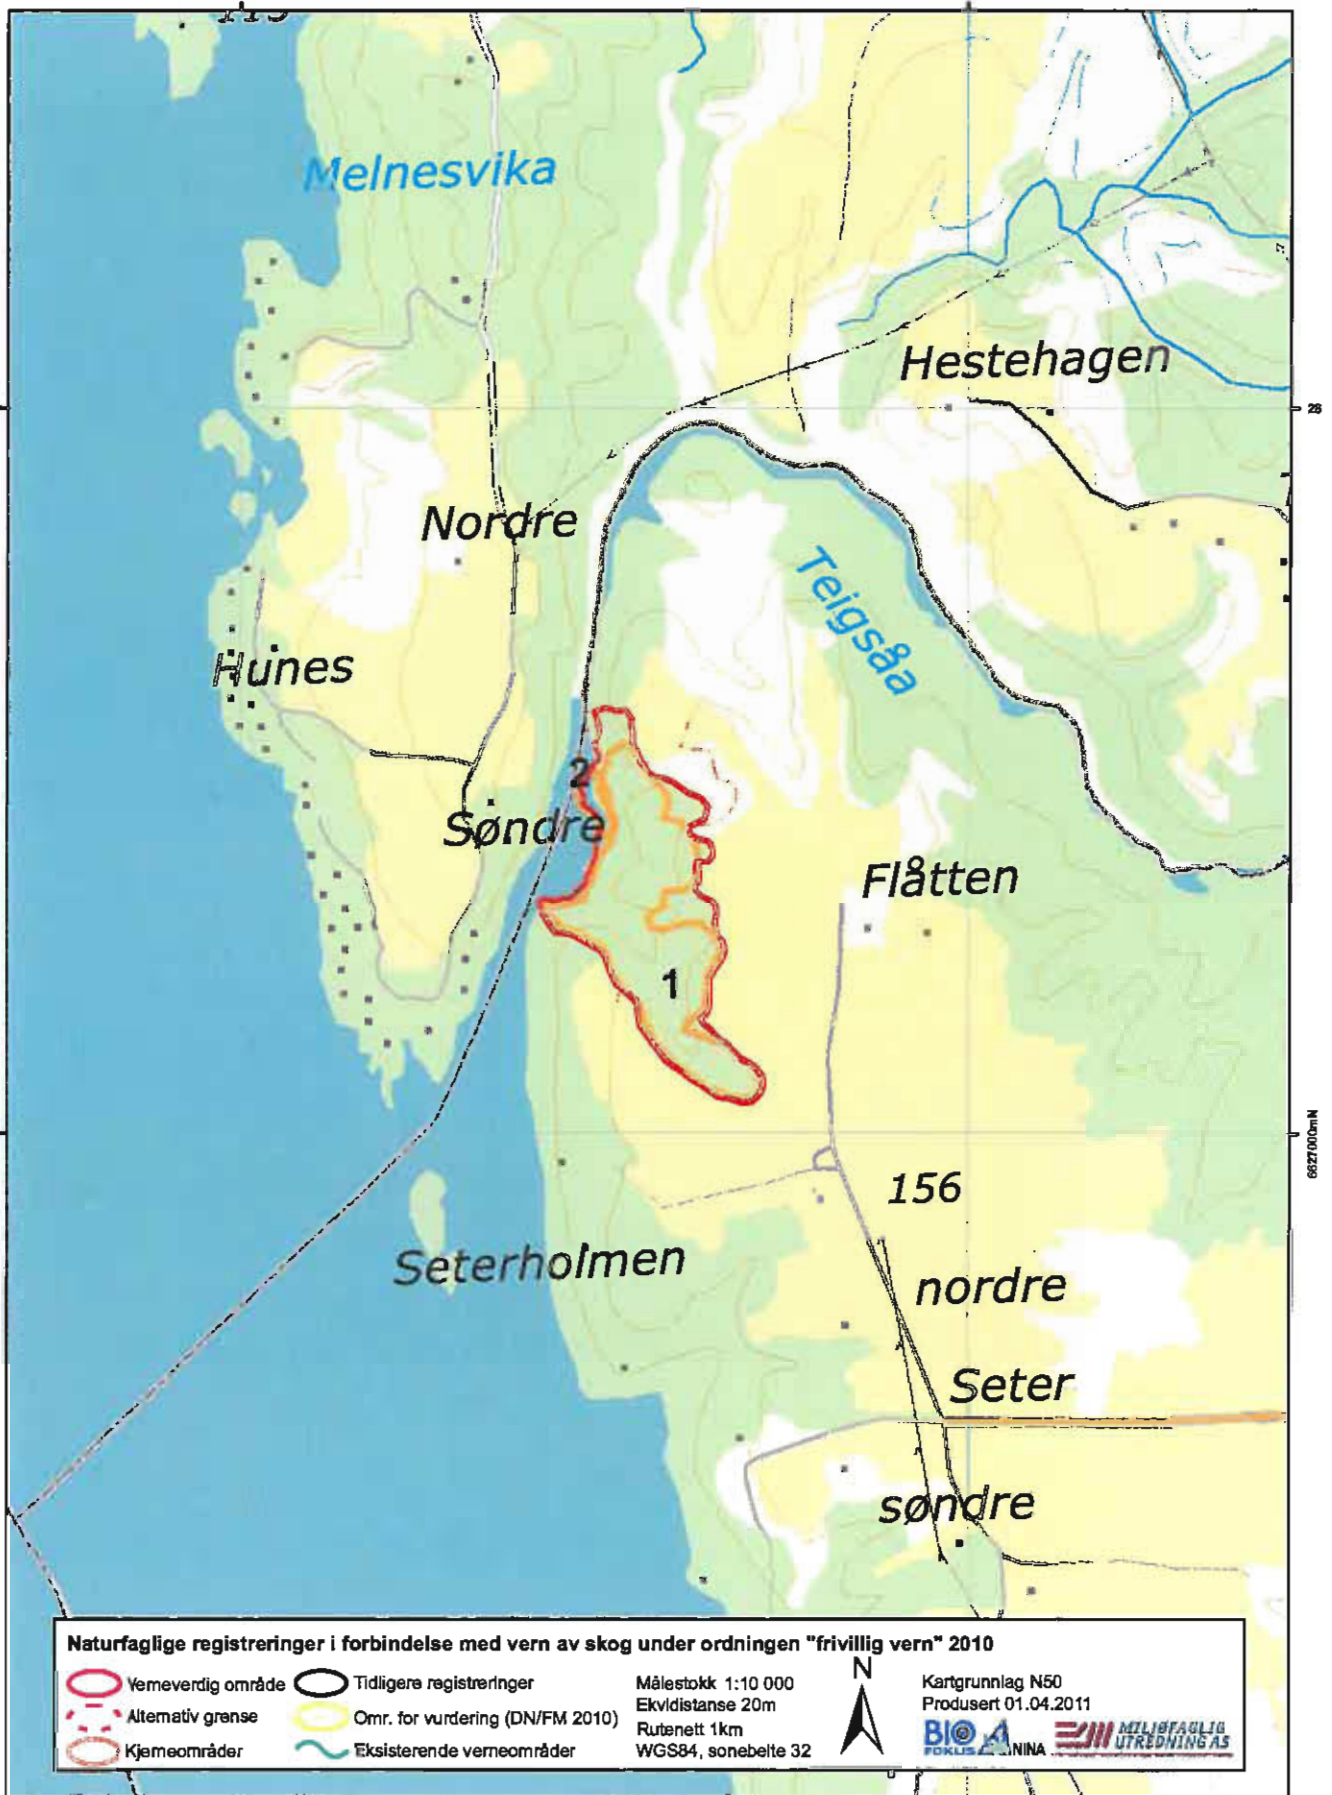 Melnesvika
Hestehagen
28
Nordre
Teigsåa
Hunes
2
Søndre
Flåtten
1
6627000mN
156
Seterholmen
nordre
Seter
søndre
Naturfaglige registreringer i forbindelse med vern av skog under ordningen "frivillig vern" 2010
Verneverdig område
Tidligere registreringer
Målestokk 1:10 000
N
Kartgrunnlag N50
Alternativ grense
Omr. for vurdering (DN/FM 2010)
Ekvidistanse 20m
Produsert 01.04.2011
Kjerneområder
Eksisterende verneområder
Rutenett 1km
WGS84, sonebelte 32
BIO FOKUS
NINA
MILJØFAGLIG
UTREDNING AS